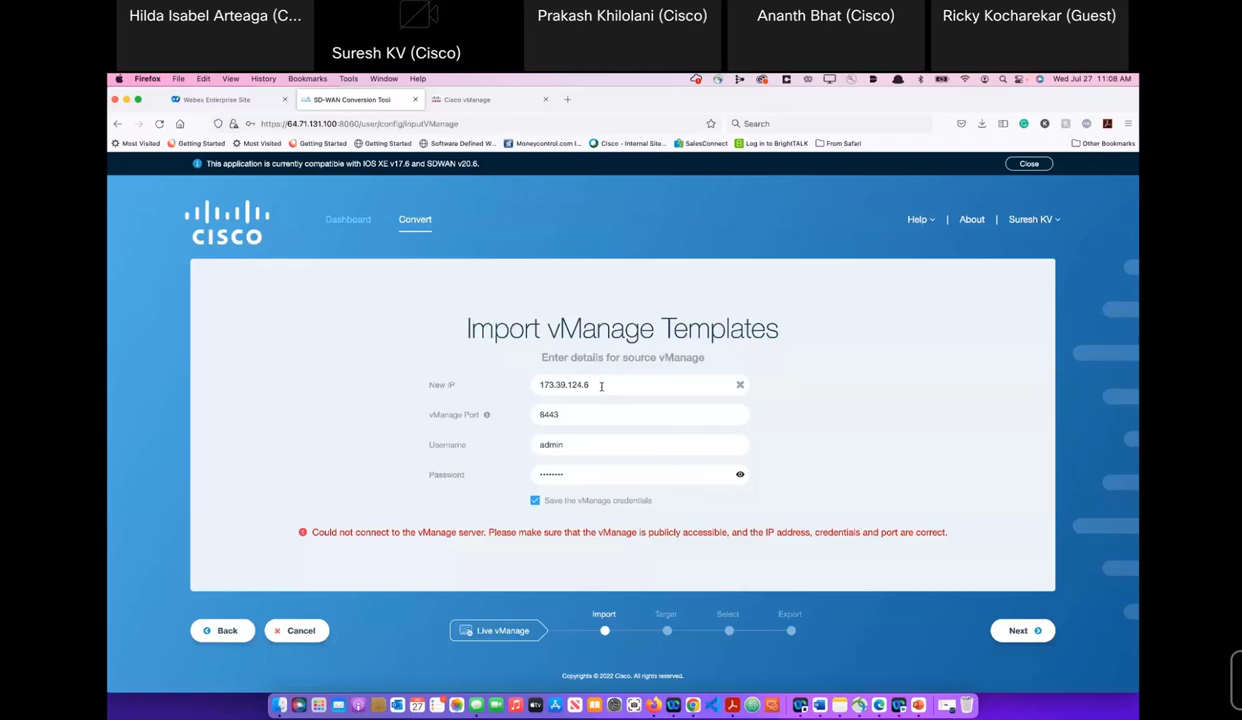 Hilda Isabel Arteaga (C...
Suresh KV (Cisco)
Prakash Khilolani (Cisco)
Ananth Bhat (Cisco)
Ricky Kocharekar (Guest)
Firefox File Edit View History Bookmarks Tools Window Help
Wed Jul 27 11:08 AM
Webex Enterprise Site
SD-WAN Conversion Tool
Cisco vManage
https://64.71.131.100:8060/user/config/inputVManage
Search
Most Visited Getting Started Most Visited Getting Started Getting Started Getting Started Software Defined W... Moneycontrol.com I... Cisco - Internal Site... SalesConnect Log in to BrightTALK From Safari Other Bookmarks
This application is currently compatible with IOS XE v17.6 and SDWAN v20.6.
Close
CISCO
Dashboard
Convert
Help | About | Suresh KV
Import vManage Templates
Enter details for source vManage
New IP 173.39.124.6
vManage Port 8443
Username admin
Password ••••••••
Save the vManage credentials
Could not connect to the vManage server. Please make sure that the vManage is publicly accessible, and the IP address, credentials and port are correct.
Import Target Select Export
Back Cancel Live vManage Next
Copyrights © 2022 Cisco. All rights reserved.
27